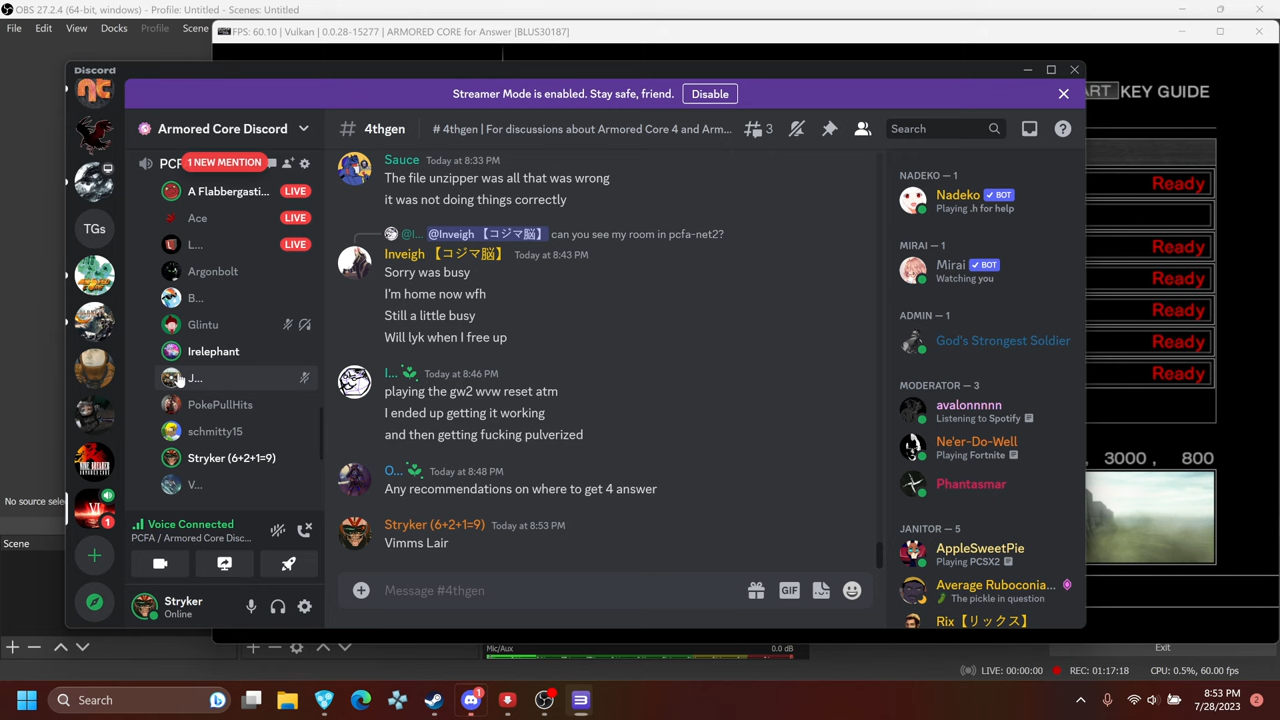 OBS 27.2.4 (64-bit, windows) - Profile: Untitled - Scenes: Untitled
File Edit View Docks Profile Scene
FPS: 60.10 | Vulkan | 0.0.28-15277 | ARMORED CORE for Answer [BLUS30187]
Discord
Streamer Mode is enabled. Stay safe, friend. Disable
KEY GUIDE
Armored Core Discord
# 4thgen
# 4thgen | For discussions about Armored Core 4 and Arm...
3
Search
1 NEW MENTION
A Flabbergasti... LIVE
Ace LIVE
L... LIVE
Argonbolt
B...
Glintu
Irelephant
J...
PokePullHits
schmitty15
Stryker (6+2+1=9)
V...
Voice Connected
PCFA / Armored Core Disc...
Stryker
Online
TGs
1
Sauce Today at 8:33 PM
The file unzipper was all that was wrong
it was not doing things correctly
@I... @Inveigh 【コジマ脳】 can you see my room in pcfa-net2?
Inveigh 【コジマ脳】 Today at 8:43 PM
Sorry was busy
I'm home now wfh
Still a little busy
Will lyk when I free up
I... Today at 8:46 PM
playing the gw2 wvw reset atm
I ended up getting it working
and then getting fucking pulverized
O... Today at 8:48 PM
Any recommendations on where to get 4 answer
Stryker (6+2+1=9) Today at 8:53 PM
Vimms Lair
Message #4thgen
GIF
NADEKO — 1
Nadeko BOT
Playing .h for help
MIRAI — 1
Mirai BOT
Watching you
ADMIN — 1
God's Strongest Soldier
MODERATOR — 3
avalonnnnn
Listening to Spotify
Ne'er-Do-Well
Playing Fortnite
Phantasmar
JANITOR — 5
AppleSweetPie
Playing PCSX2
Average Ruboconia...
The pickle in question
Rix【リックス】
Ready
Ready
Ready
Ready
Ready
Ready
3000 , 800
No source sele
Scene
Mic/Aux
0.0 dB
Exit
LIVE: 00:00:00 REC: 01:17:18 CPU: 0.5%, 60.00 fps
Search
1
8:53 PM
7/28/2023
2